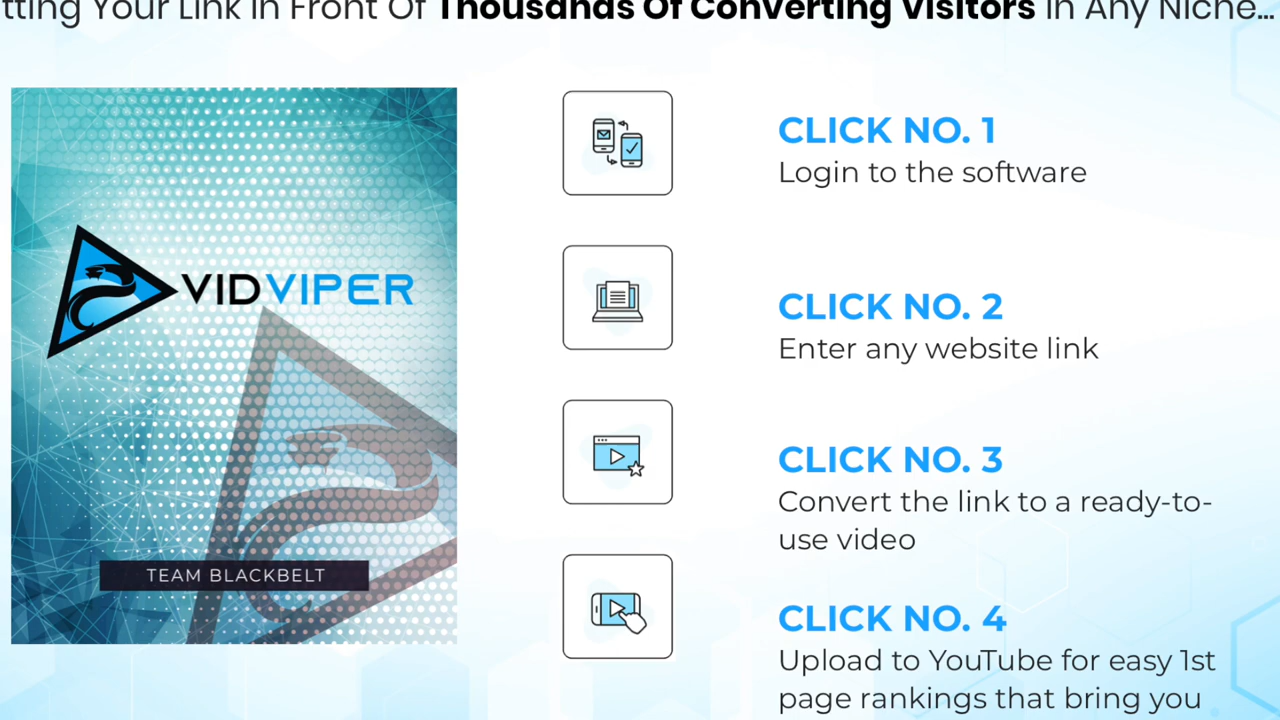 tting Your Link In Front Of Thousands Of Converting Visitors In Any Niche...
VIDVIPER
TEAM BLACKBELT
CLICK NO. 1
Login to the software
CLICK NO. 2
Enter any website link
CLICK NO. 3
Convert the link to a ready-to-
use video
CLICK NO. 4
Upload to YouTube for easy 1st
page rankings that bring you